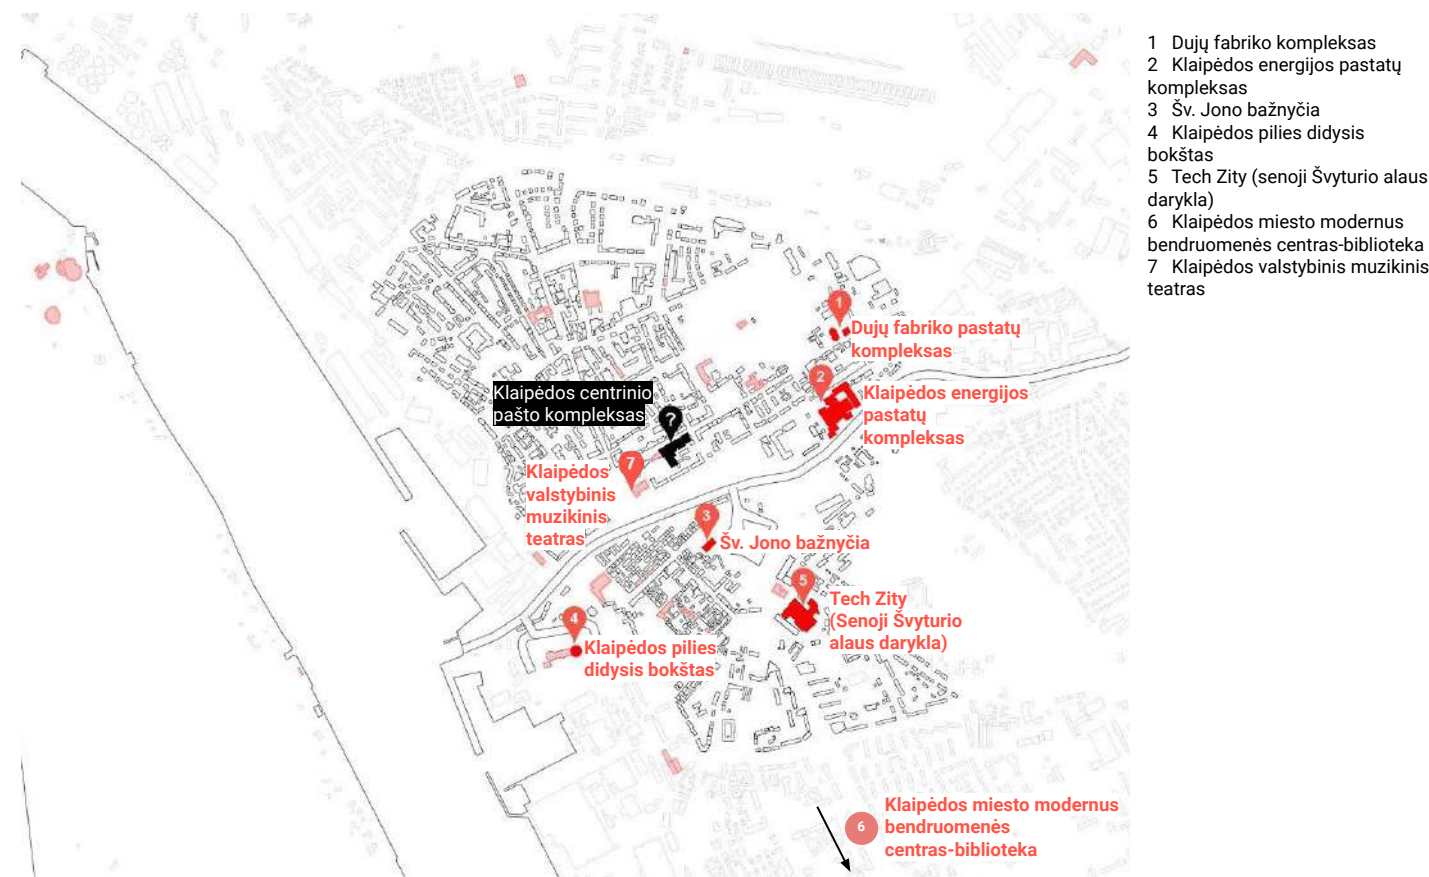 1 Dujų fabriko kompleksas
2 Klaipėdos energijos pastatų
kompleksas
3 Šv. Jono bažnyčia
4 Klaipėdos pilies didysis
bokštas
5 Tech Zity (senoji Švyturio alaus
darykla)
6 Klaipėdos miesto modernus
bendruomenės centras-biblioteka
7 Klaipėdos valstybinis muzikinis
teatras
1
Dujų fabriko pastatų
kompleksas
2
Klaipėdos energijos
pastatų
kompleksas
Klaipėdos centrinio
pašto kompleksas
?
7
Klaipėdos
valstybinis
muzikinis
teatras
3
Šv. Jono bažnyčia
5
Tech Zity
(Senoji Švyturio
alaus darykla)
4
Klaipėdos pilies
didysis bokštas
6
Klaipėdos miesto modernus
bendruomenės
centras-biblioteka